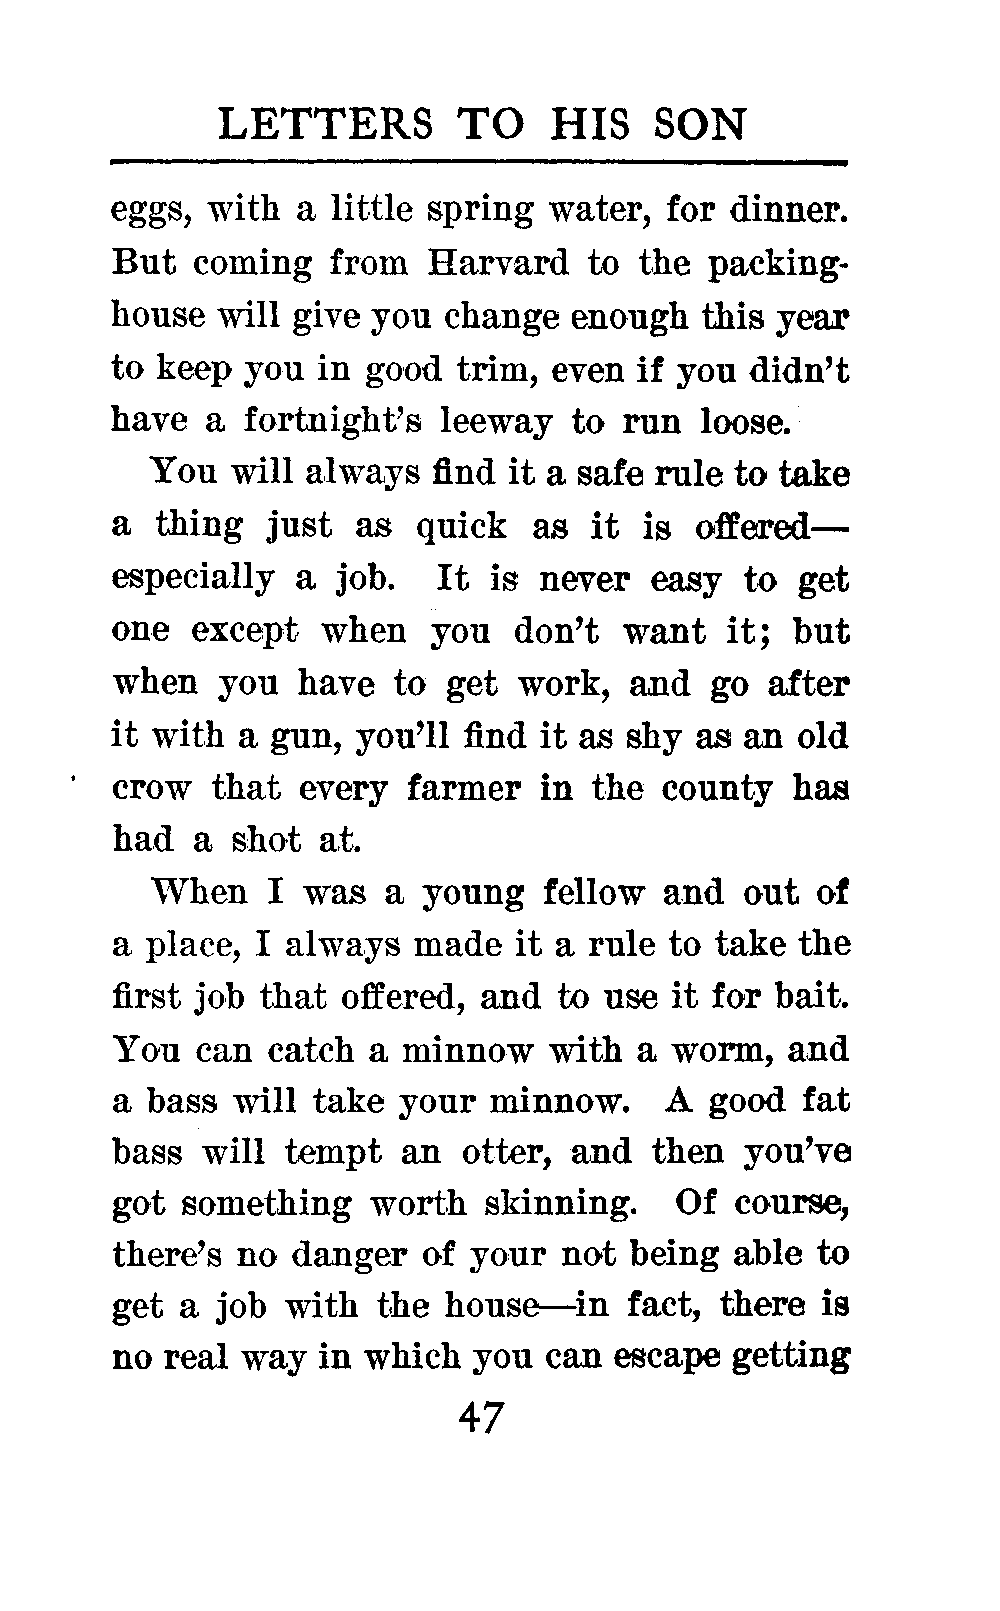 LETTERS TO HIS SON
eggs, with a little spring water, for dinner.
But coming from Harvard to the packing-
house will give you change enough this year
to keep you in good trim, even if you didn't
have a fortnight's leeway to run loose.
You will always find it a safe rule to take
a thing just as quick as it is offered—
especially a job. It is never easy to get
one except when you don't want it; but
when you have to get work, and go after
it with a gun, you'll find it as shy as an old
crow that every farmer in the county has
had a shot at.
When I was a young fellow and out of
a place, I always made it a rule to take the
first job that offered, and to use it for bait.
You can catch a minnow with a worm, and
a bass will take your minnow. A good fat
bass will tempt an otter, and then you've
got something worth skinning. Of course,
there's no danger of your not being able to
get a job with the house—in fact, there is
no real way in which you can escape getting
47